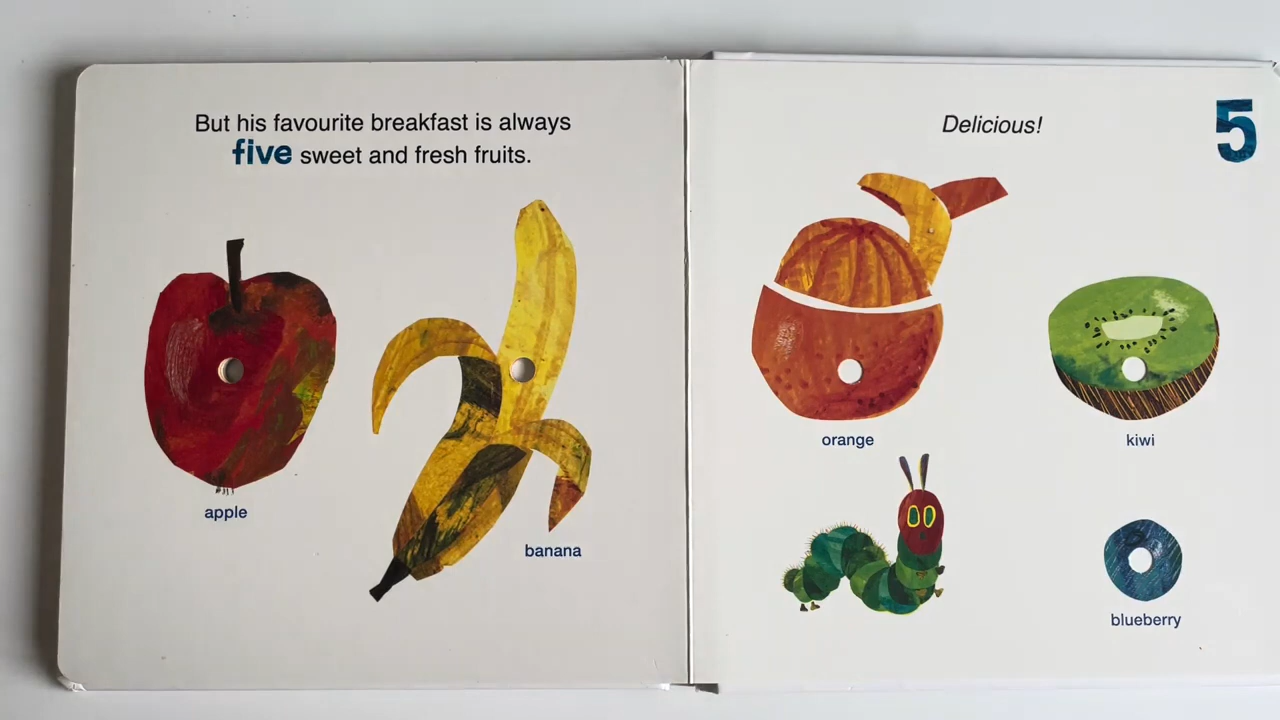 But his favourite breakfast is always
five sweet and fresh fruits.
apple
banana
Delicious!
5
orange
kiwi
blueberry